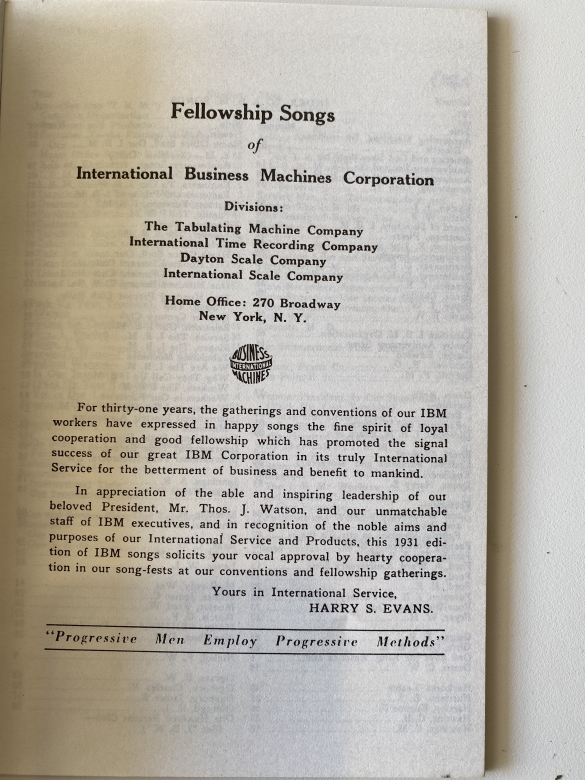 Fellowship Songs
of
International Business Machines Corporation
Divisions:
The Tabulating Machine Company
International Time Recording Company
Dayton Scale Company
International Scale Company
Home Office: 270 Broadway
New York, N. Y.
BUSINESS
INTERNATIONAL
MACHINES
For thirty-one years, the gatherings and conventions of our IBM
workers have expressed in happy songs the fine spirit of loyal
cooperation and good fellowship which has promoted the signal
success of our great IBM Corporation in its truly International
Service for the betterment of business and benefit to mankind.
In appreciation of the able and inspiring leadership of our
beloved President, Mr. Thos. J. Watson, and our unmatchable
staff of IBM executives, and in recognition of the noble aims and
purposes of our International Service and Products, this 1931 edi-
tion of IBM songs solicits your vocal approval by hearty coopera-
tion in our song-fests at our conventions and fellowship gatherings.
Yours in International Service,
HARRY S. EVANS.
"Progressive Men Employ Progressive Methods"